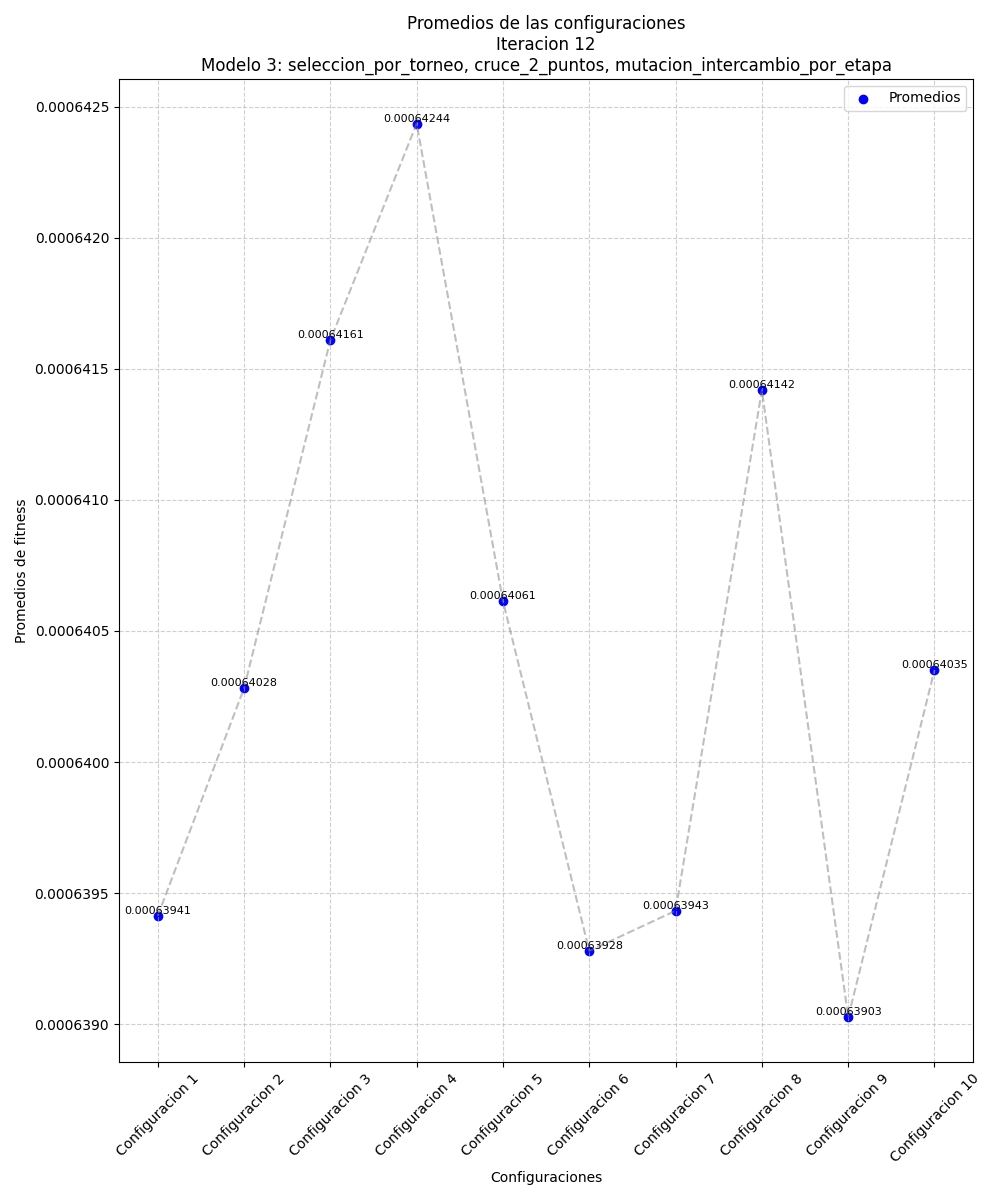 Promedios de las configuraciones
Iteracion 12
Modelo 3: seleccion_por_torneo, cruce_2_puntos, mutacion_intercambio_por_etapa
Promedios
0.0006425
0.0006420
0.0006415
0.0006410
0.0006405
0.0006400
0.0006395
0.0006390
Promedios de fitness
0.00063941
0.00064028
0.00064161
0.00064244
0.00064061
0.00063928
0.00063943
0.00064142
0.00063903
0.00064035
Configuracion 1
Configuracion 2
Configuracion 3
Configuracion 4
Configuracion 5
Configuracion 6
Configuracion 7
Configuracion 8
Configuracion 9
Configuracion 10
Configuraciones